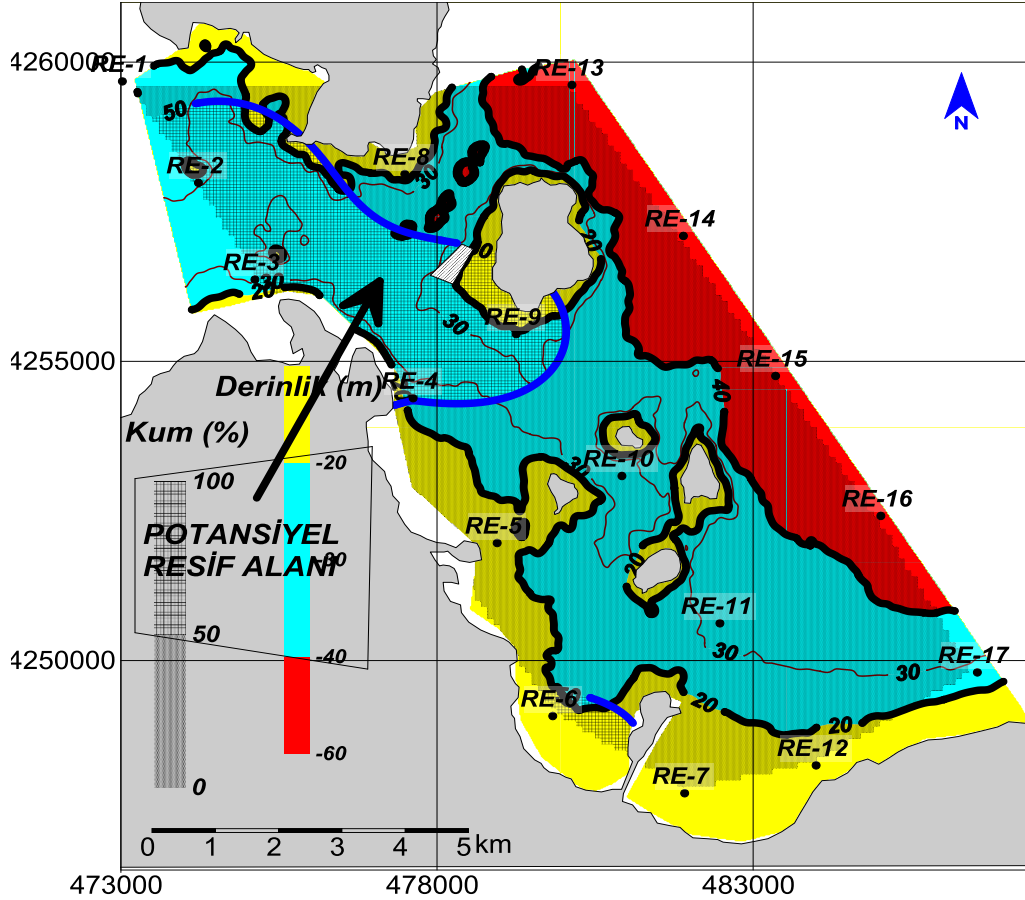 4260000
RE-1
RE-13
N
50
RE-2
RE-8
30
RE-14
20
0
RE-3
30
20
RE-9
30
4255000
RE-15
Derinlik (m)
RE-4
40
Kum (%)
RE-10
30
-20
100
RE-16
POTANSİYEL
RESİF ALANI
-30
RE-5
20
RE-11
50
30
-40
4250000
30
RE-17
RE-6
20
20
RE-12
-60
RE-7
0
0 1 2 3 4 5 km
473000
478000
483000